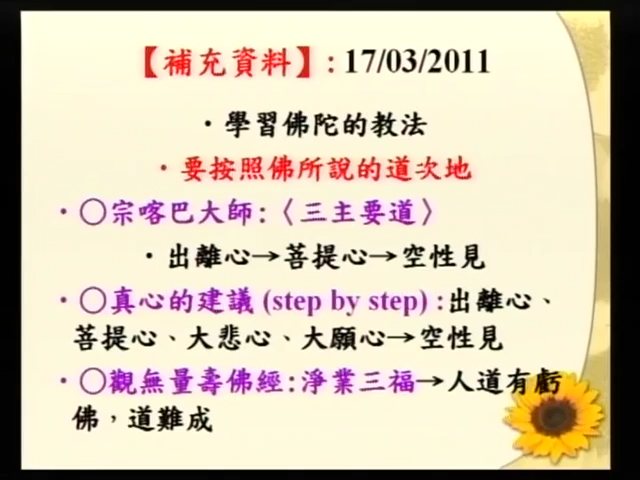 【補充資料】: 17/03/2011
・學習佛陀的教法
・要按照佛所說的道次地
・○宗喀巴大師:〈三主要道〉
・出離心→菩提心→空性見
・○真心的建議 (step by step) :出離心、
菩提心、大悲心、大願心→空性見
・○觀無量壽佛經:淨業三福→人道有虧
佛，道難成